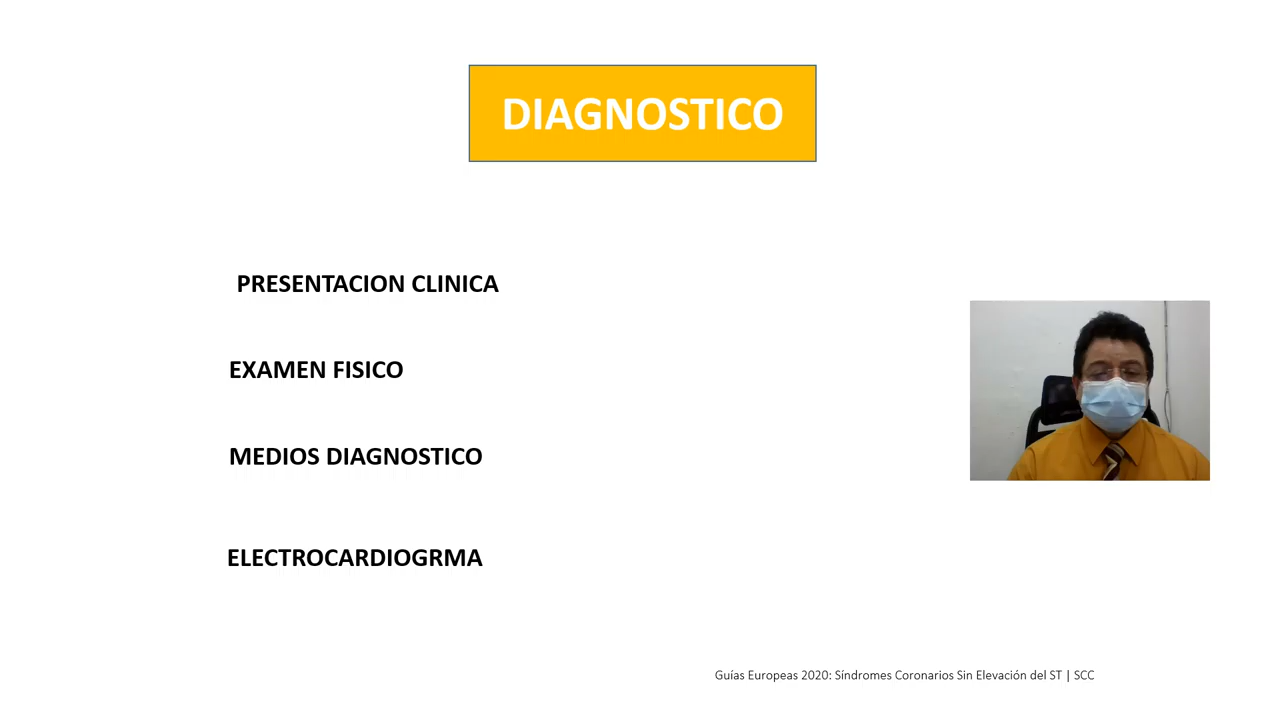 DIAGNOSTICO
PRESENTACION CLINICA
EXAMEN FISICO
MEDIOS DIAGNOSTICO
ELECTROCARDIOGRMA
Guías Europeas 2020: Síndromes Coronarios Sin Elevación del ST | SCC